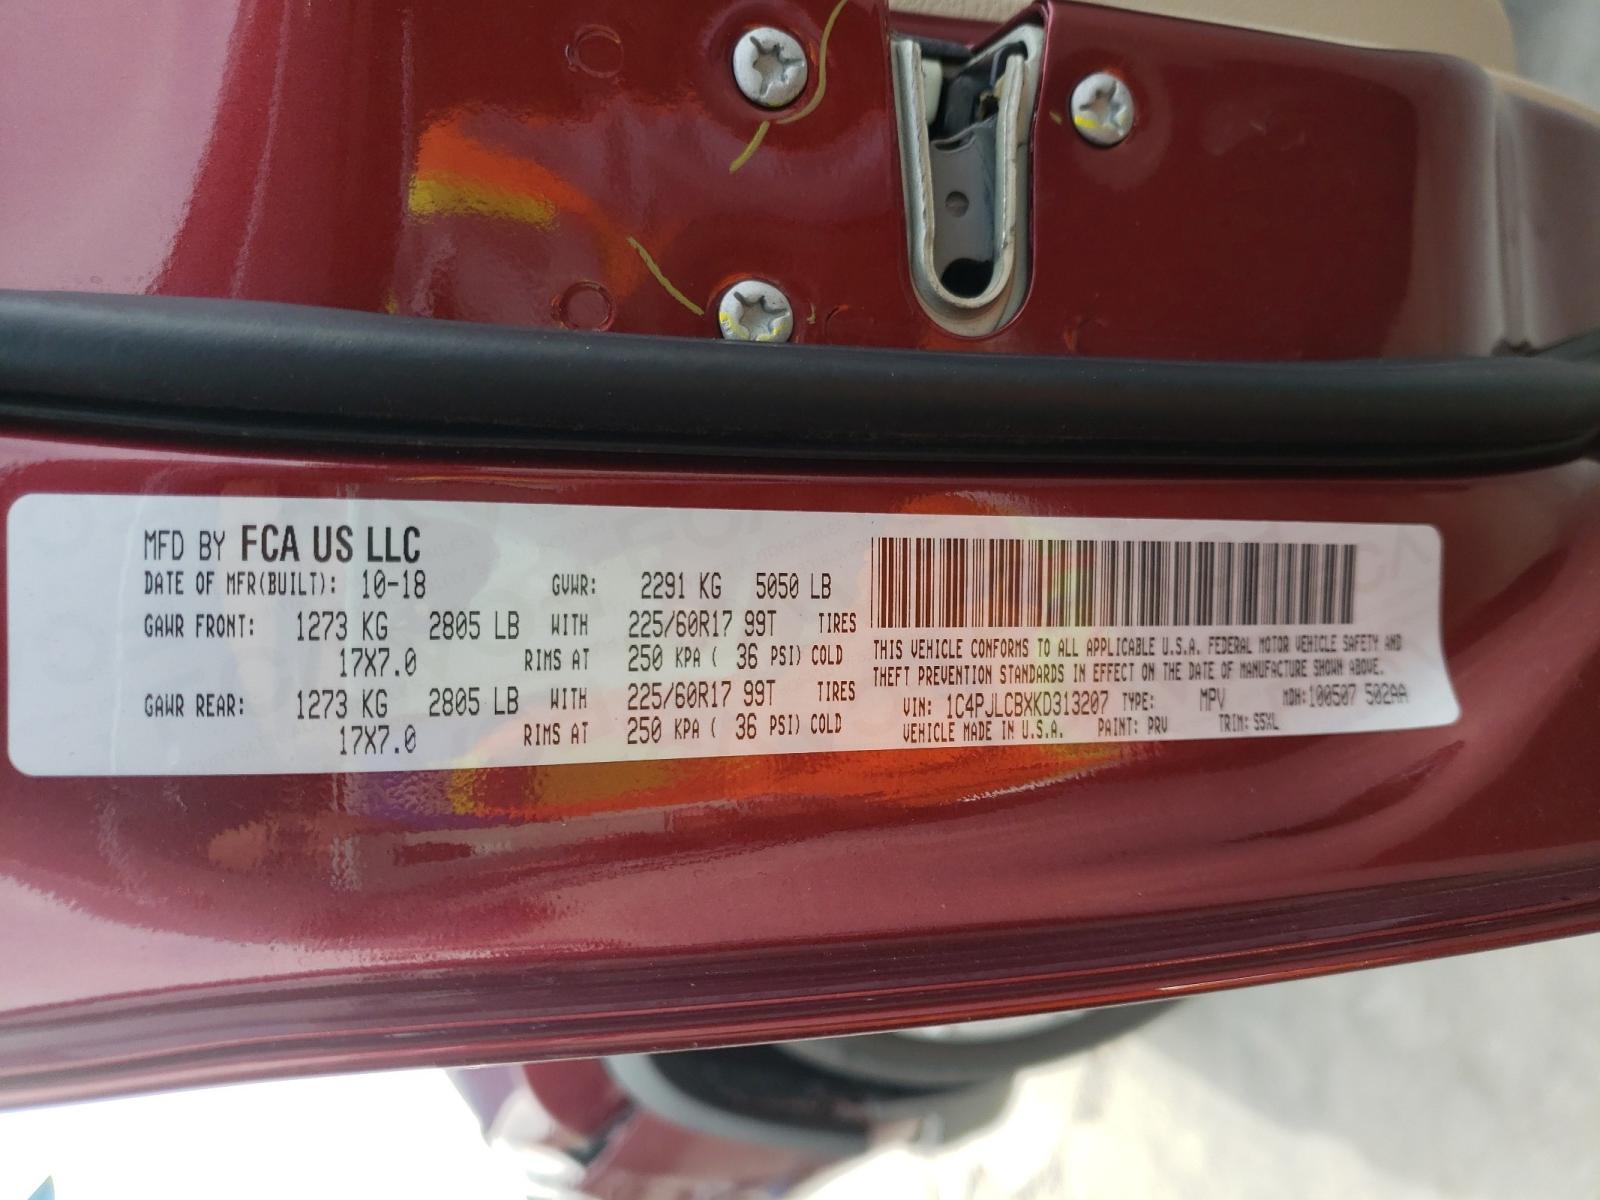 MFD BY FCA US LLC
DATE OF MFR(BUILT): 10-18 GVWR: 2291 KG 5050 LB
GAWR FRONT: 1273 KG 2805 LB WITH 225/60R17 99T TIRES
17X7.0 RIMS AT 250 KPA ( 36 PSI) COLD
GAWR REAR: 1273 KG 2805 LB WITH 225/60R17 99T TIRES
17X7.0 RIMS AT 250 KPA ( 36 PSI) COLD
THIS VEHICLE CONFORMS TO ALL APPLICABLE U.S.A. FEDERAL MOTOR VEHICLE SAFETY AND
THEFT PREVENTION STANDARDS IN EFFECT ON THE DATE OF MANUFACTURE SHOWN ABOVE.
VIN: 1C4PJLCBXKD313207 TYPE: MPV MDH:100507 502AA
VEHICLE MADE IN U.S.A. PAINT: PRV TRIM: S5XL